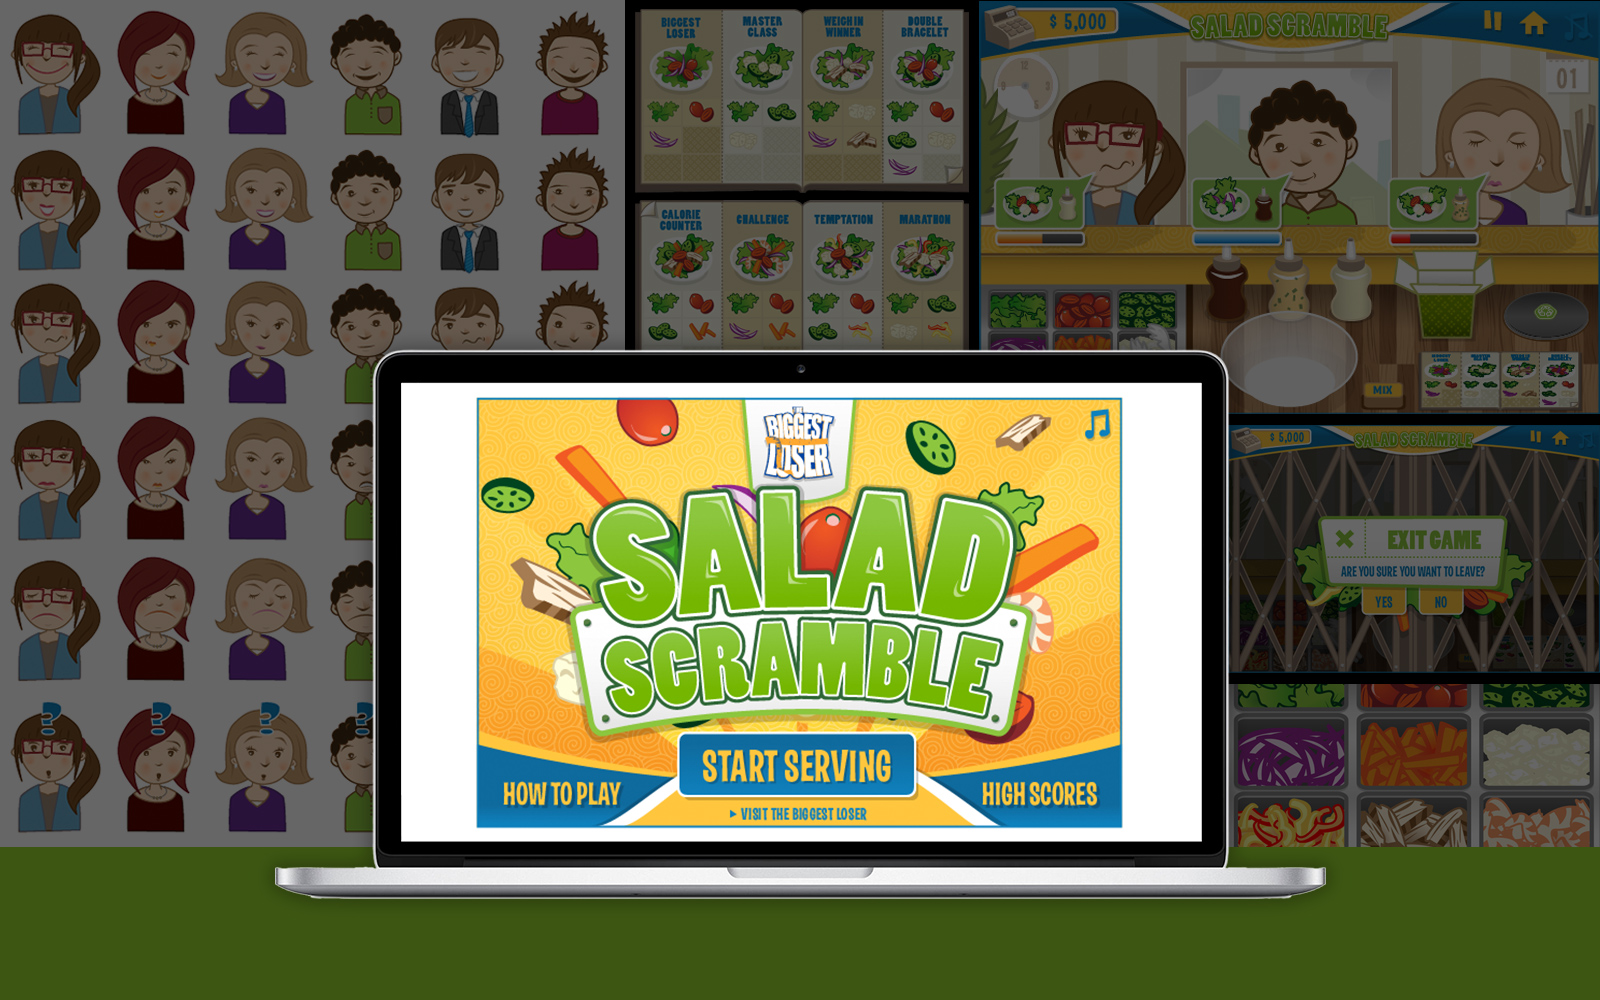 BIGGEST
LOSER
MASTER
CLASS
WEIGH IN
WINNER
DOUBLE
BRACELET
CALORIE
COUNTER
CHALLENGE
TEMPTATION
MARATHON
$ 5,000
SALAD SCRAMBLE
01
MIX
$ 5,000
SALAD SCRAMBLE
EXIT GAME
ARE YOU SURE YOU WANT TO LEAVE?
YES
NO
?
?
?
?
THE
BIGGEST
LOSER
SALAD
SCRAMBLE
START SERVING
HOW TO PLAY
HIGH SCORES
VISIT THE BIGGEST LOSER